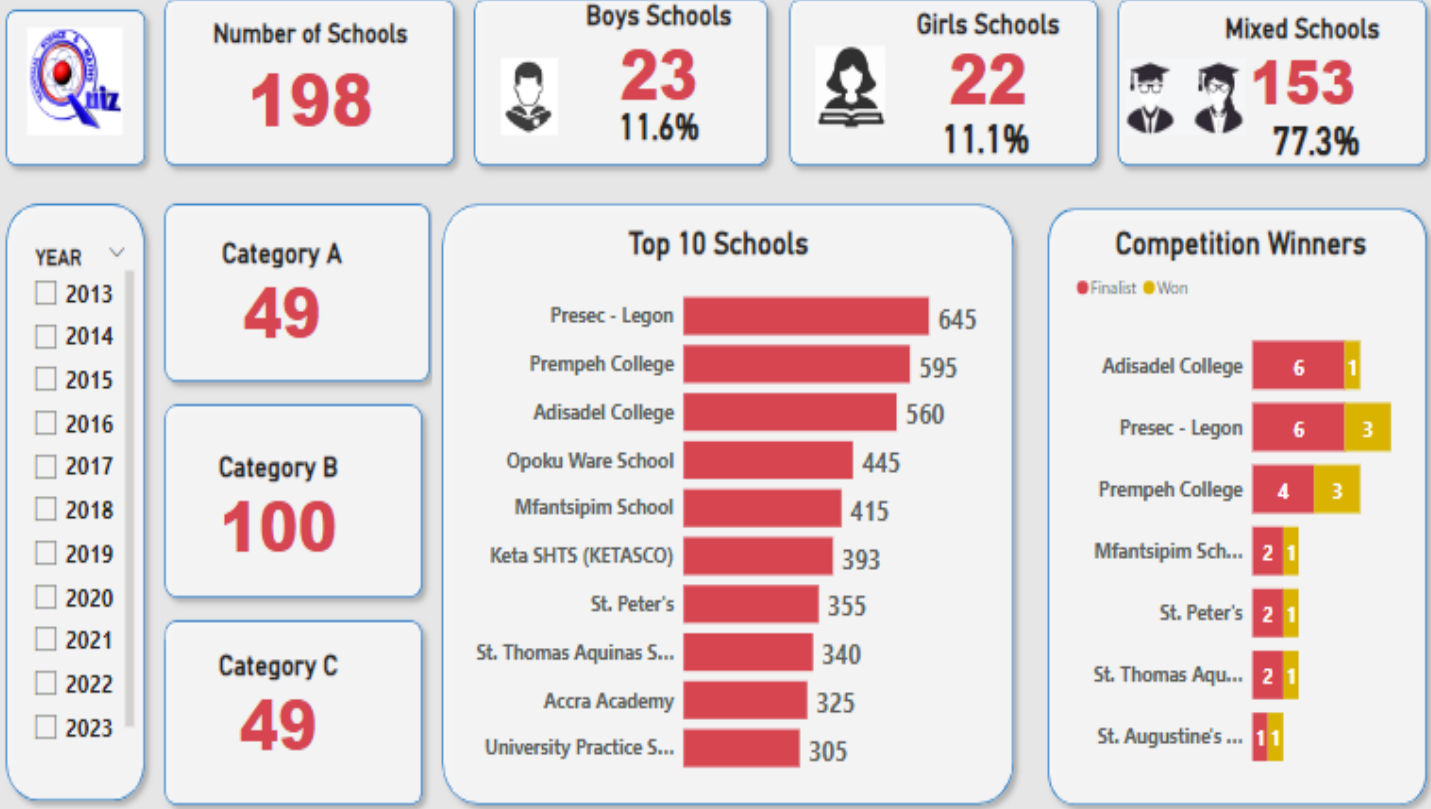 Quiz
Number of Schools
198
Boys Schools
23
11.6%
Girls Schools
22
11.1%
Mixed Schools
153
77.3%
YEAR
2013
2014
2015
2016
2017
2018
2019
2020
2021
2022
2023
Category A
49
Category B
100
Category C
49
Top 10 Schools
Presec - Legon 645
Prempeh College 595
Adisadel College 560
Opoku Ware School 445
Mfantsipim School 415
Keta SHTS (KETASCO) 393
St. Peter's 355
St. Thomas Aquinas S... 340
Accra Academy 325
University Practice S... 305
Competition Winners
Finalist Won
Adisadel College 6 1
Presec - Legon 6 3
Prempeh College 4 3
Mfantsipim Sch... 2 1
St. Peter's 2 1
St. Thomas Aqu... 2 1
St. Augustine's ... 1 1